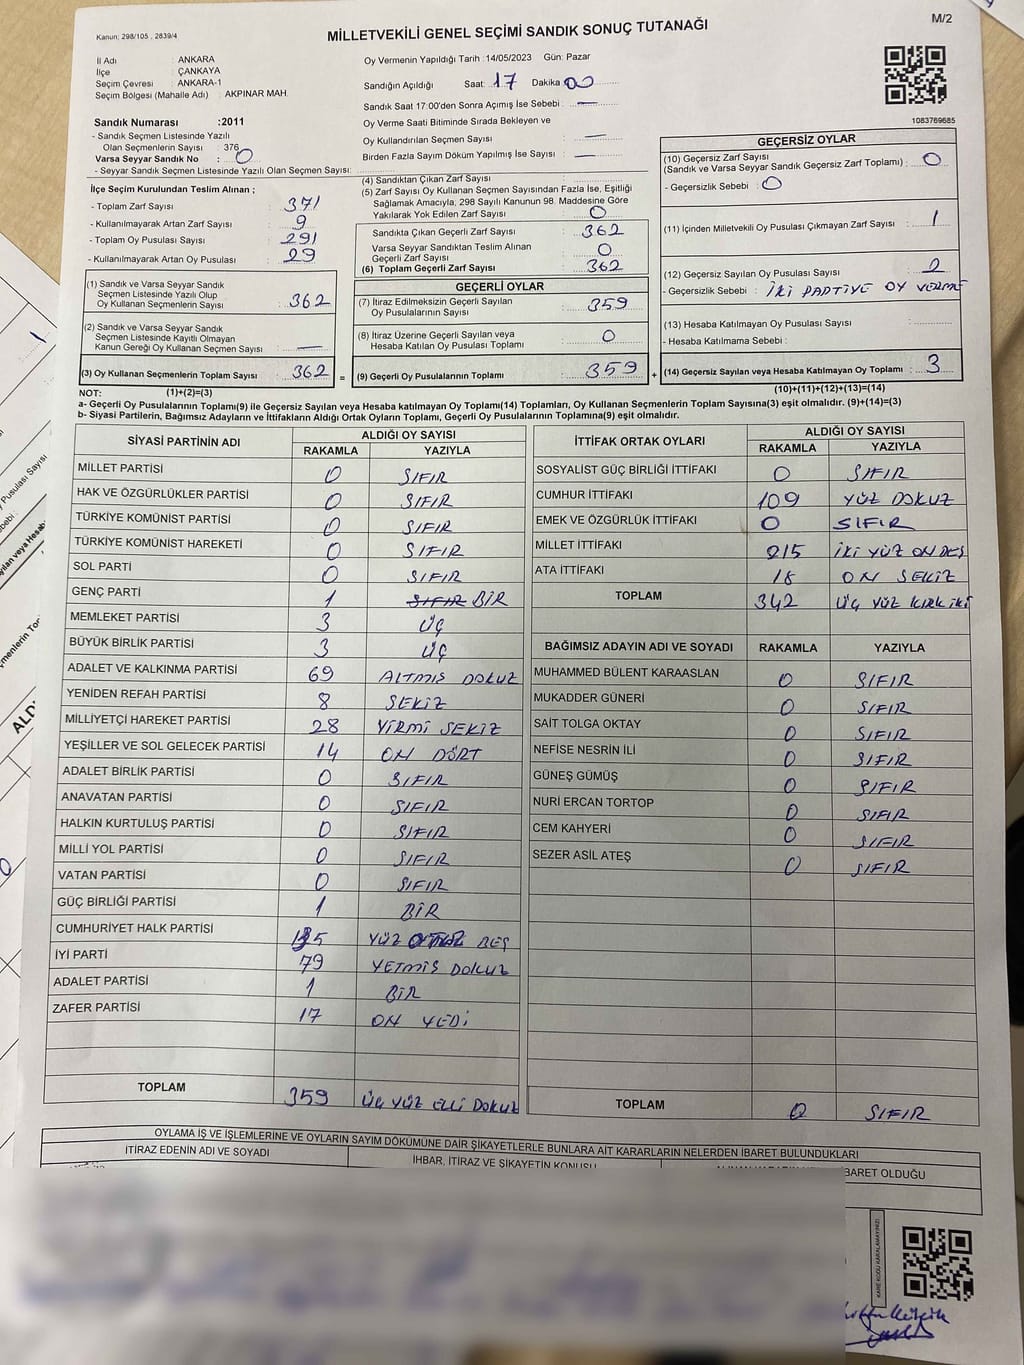 M/2
Kanun: 298/105 , 2839/4
MİLLETVEKİLİ GENEL SEÇİMİ SANDIK SONUÇ TUTANAĞI
İl Adı : ANKARA
İlçe : ÇANKAYA
Seçim Çevresi : ANKARA-1
Seçim Bölgesi (Mahalle Adı) : AKPINAR MAH.
Sandık Numarası :2011
- Sandık Seçmen Listesinde Yazılı
Olan Seçmenlerin Sayısı 376
Varsa Seyyar Sandık No : 0
- Seyyar Sandık Seçmen Listesinde Yazılı Olan Seçmen Sayısı:
Oy Vermenin Yapıldığı Tarih :14/05/2023 Gün: Pazar
Sandığın Açıldığı Saat: 17 Dakika 00
Sandık Saat 17:00'den Sonra Açımış İse Sebebi : —
Oy Verme Saati Bitiminde Sırada Bekleyen ve
Oy Kullandırılan Seçmen Sayısı —
Birden Fazla Sayım Döküm Yapılmış İse Sayısı —
1083769685
İlçe Seçim Kurulundan Teslim Alınan ;
- Toplam Zarf Sayısı : 371
- Kullanılmayarak Artan Zarf Sayısı : 9
- Toplam Oy Pusulası Sayısı : 291
- Kullanılmayarak Artan Oy Pusulası : 29
(1) Sandık ve Varsa Seyyar Sandık
Seçmen Listesinde Yazılı Olup
Oy Kullanan Seçmenlerin Sayısı : 362
(2) Sandık ve Varsa Seyyar Sandık
Seçmen Listesinde Kayıtlı Olmayan
Kanun Gereği Oy Kullanan Seçmen Sayısı : —
(3) Oy Kullanan Seçmenlerin Toplam Sayısı : 362 =
(4) Sandıktan Çıkan Zarf Sayısı :
(5) Zarf Sayısı Oy Kullanan Seçmen Sayısından Fazla İse, Eşitliği
Sağlamak Amacıyla, 298 Sayılı Kanunun 98. Maddesine Göre
Yakılarak Yok Edilen Zarf Sayısı : 0
Sandıkta Çıkan Geçerli Zarf Sayısı : 362
Varsa Seyyar Sandıktan Teslim Alınan
Geçerli Zarf Sayısı : 0
(6) Toplam Geçerli Zarf Sayısı : 362
GEÇERLİ OYLAR
(7) İtiraz Edilmeksizin Geçerli Sayılan
Oy Pusulalarının Sayısı : 359
(8) İtiraz Üzerine Geçerli Sayılan veya
Hesaba Katılan Oy Pusulası Toplamı : 0
(9) Geçerli Oy Pusulalarının Toplamı : 359 +
GEÇERSİZ OYLAR
(10) Geçersiz Zarf Sayısı
(Sandık ve Varsa Seyyar Sandık Geçersiz Zarf Toplamı) : 0
- Geçersizlik Sebebi : 0
(11) İçinden Milletvekili Oy Pusulası Çıkmayan Zarf Sayısı : 1
(12) Geçersiz Sayılan Oy Pusulası Sayısı : 2
- Geçersizlik Sebebi : İKİ PARTİYE OY VERME
(13) Hesaba Katılmayan Oy Pusulası Sayısı :
- Hesaba Katılmama Sebebi :
(14) Geçersiz Sayılan veya Hesaba Katılmayan Oy Toplamı : 3
NOT: (1)+(2)=(3) (10)+(11)+(12)+(13)=(14)
a- Geçerli Oy Pusulalarının Toplamı(9) ile Geçersiz Sayılan veya Hesaba katılmayan Oy Toplamı(14) Toplamları, Oy Kullanan Seçmenlerin Toplam Sayısına(3) eşit olmalıdır. (9)+(14)=(3)
b- Siyasi Partilerin, Bağımsız Adayların ve İttifakların Aldığı Ortak Oyların Toplamı, Geçerli Oy Pusulalarının Toplamına(9) eşit olmalıdır.
SİYASİ PARTİNİN ADI ALDIĞI OY SAYISI
RAKAMLA YAZIYLA
MİLLET PARTİSİ 0 SIFIR
HAK VE ÖZGÜRLÜKLER PARTİSİ 0 SIFIR
TÜRKİYE KOMÜNİST PARTİSİ 0 SIFIR
TÜRKİYE KOMÜNİST HAREKETİ 0 SIFIR
SOL PARTİ 0 SIFIR
GENÇ PARTİ 1 SIFIR BİR
MEMLEKET PARTİSİ 3 ÜÇ
BÜYÜK BİRLİK PARTİSİ 3 ÜÇ
ADALET VE KALKINMA PARTİSİ 69 ALTMIŞ DOKUZ
YENİDEN REFAH PARTİSİ 8 SEKİZ
MİLLİYETÇİ HAREKET PARTİSİ 28 YİRMİ SEKİZ
YEŞİLLER VE SOL GELECEK PARTİSİ 14 ON DÖRT
ADALET BİRLİK PARTİSİ 0 SIFIR
ANAVATAN PARTİSİ 0 SIFIR
HALKIN KURTULUŞ PARTİSİ 0 SIFIR
MİLLİ YOL PARTİSİ 0 SIFIR
VATAN PARTİSİ 0 SIFIR
GÜÇ BİRLİĞİ PARTİSİ 1 BİR
CUMHURİYET HALK PARTİSİ 135 YÜZ OTUZ BEŞ
İYİ PARTİ 79 YETMİŞ DOKUZ
ADALET PARTİSİ 1 BİR
ZAFER PARTİSİ 17 ON YEDİ
TOPLAM 359 ÜÇ YÜZ ELLİ DOKUZ
İTTİFAK ORTAK OYLARI ALDIĞI OY SAYISI
RAKAMLA YAZIYLA
SOSYALİST GÜÇ BİRLİĞİ İTTİFAKI 0 SIFIR
CUMHUR İTTİFAKI 109 YÜZ DOKUZ
EMEK VE ÖZGÜRLÜK İTTİFAKI 0 SIFIR
MİLLET İTTİFAKI 215 İKİ YÜZ ON BEŞ
ATA İTTİFAKI 18 ON SEKİZ
TOPLAM 342 ÜÇ YÜZ KIRK İKİ
BAĞIMSIZ ADAYIN ADI VE SOYADI RAKAMLA YAZIYLA
MUHAMMED BÜLENT KARAASLAN 0 SIFIR
MUKADDER GÜNERİ 0 SIFIR
SAİT TOLGA OKTAY 0 SIFIR
NEFİSE NESRİN İLİ 0 SIFIR
GÜNEŞ GÜMÜŞ 0 SIFIR
NURİ ERCAN TORTOP 0 SIFIR
CEM KAHYERİ 0 SIFIR
SEZER ASİL ATEŞ 0 SIFIR
TOPLAM 0 SIFIR
OYLAMA İŞ VE İŞLEMLERİNE VE OYLARIN SAYIM DÖKÜMÜNE DAİR ŞİKAYETLERLE BUNLARA AİT KARARLARIN NELERDEN İBARET BULUNDUKLARI
İTİRAZ EDENİN ADI VE SOYADI
İHBAR, İTİRAZ VE ŞİKAYETİN KONUSU
İBARET OLDUĞU
KARE KODU KARALAMAYINIZ!